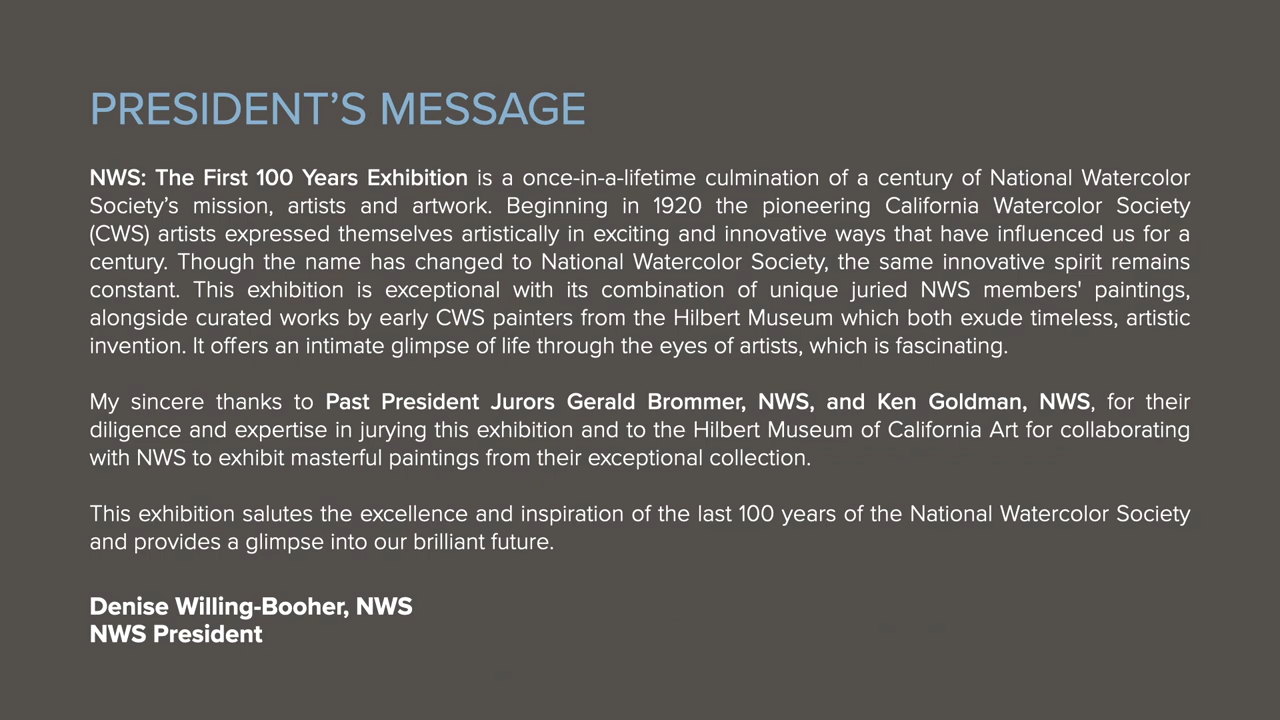 PRESIDENT’S MESSAGE
NWS: The First 100 Years Exhibition is a once-in-a-lifetime culmination of a century of National Watercolor
Society’s mission, artists and artwork. Beginning in 1920 the pioneering California Watercolor Society
(CWS) artists expressed themselves artistically in exciting and innovative ways that have influenced us for a
century. Though the name has changed to National Watercolor Society, the same innovative spirit remains
constant. This exhibition is exceptional with its combination of unique juried NWS members' paintings,
alongside curated works by early CWS painters from the Hilbert Museum which both exude timeless, artistic
invention. It offers an intimate glimpse of life through the eyes of artists, which is fascinating.
My sincere thanks to Past President Jurors Gerald Brommer, NWS, and Ken Goldman, NWS, for their
diligence and expertise in jurying this exhibition and to the Hilbert Museum of California Art for collaborating
with NWS to exhibit masterful paintings from their exceptional collection.
This exhibition salutes the excellence and inspiration of the last 100 years of the National Watercolor Society
and provides a glimpse into our brilliant future.
Denise Willing-Booher, NWS
NWS President